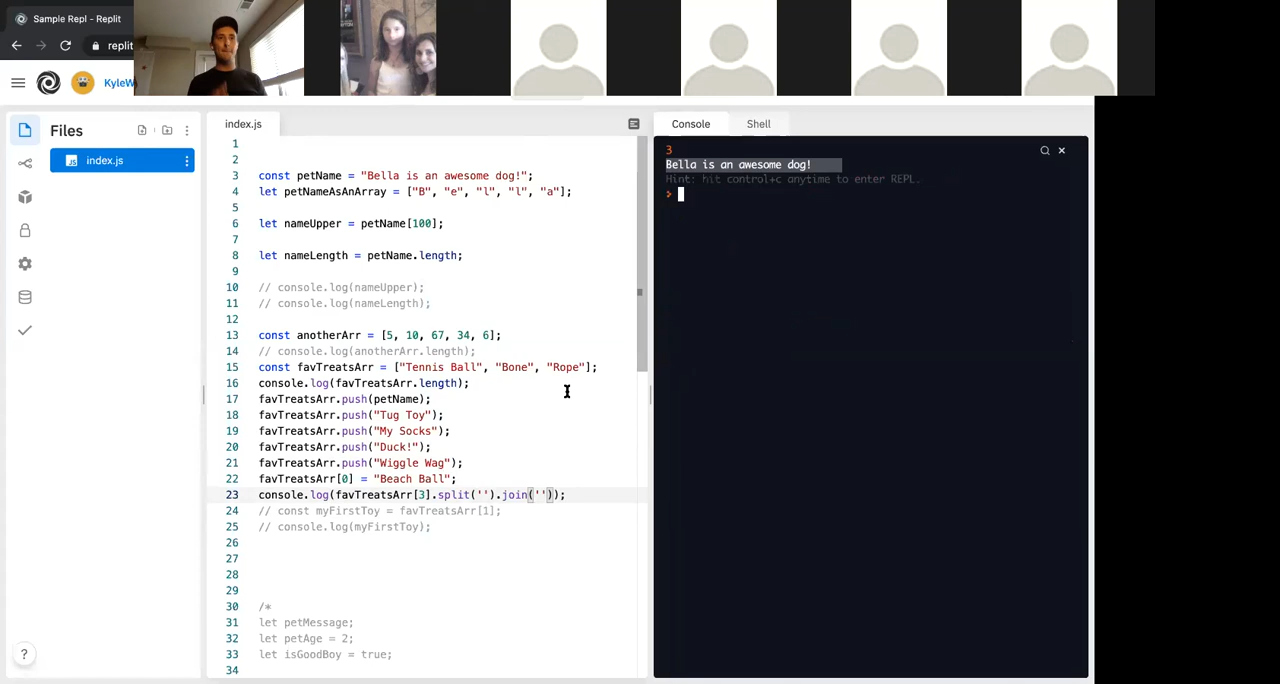 Sample Repl - Replit
replit
KyleW
Files
index.js
index.js
Console
Shell
1
2
3 const petName = "Bella is an awesome dog!";
4 let petNameAsAnArray = ["B", "e", "l", "l", "a"];
5
6 let nameUpper = petName[100];
7
8 let nameLength = petName.length;
9
10 // console.log(nameUpper);
11 // console.log(nameLength);
12
13 const anotherArr = [5, 10, 67, 34, 6];
14 // console.log(anotherArr.length);
15 const favTreatsArr = ["Tennis Ball", "Bone", "Rope"];
16 console.log(favTreatsArr.length);
17 favTreatsArr.push(petName);
18 favTreatsArr.push("Tug Toy");
19 favTreatsArr.push("My Socks");
20 favTreatsArr.push("Duck!");
21 favTreatsArr.push("Wiggle Wag");
22 favTreatsArr[0] = "Beach Ball";
23 console.log(favTreatsArr[3].split('').join(''));
24 // const myFirstToy = favTreatsArr[1];
25 // console.log(myFirstToy);
26
27
28
29
30 /*
31 let petMessage;
32 let petAge = 2;
33 let isGoodBoy = true;
34
3
Bella is an awesome dog!
Hint: hit control+c anytime to enter REPL.
>
?